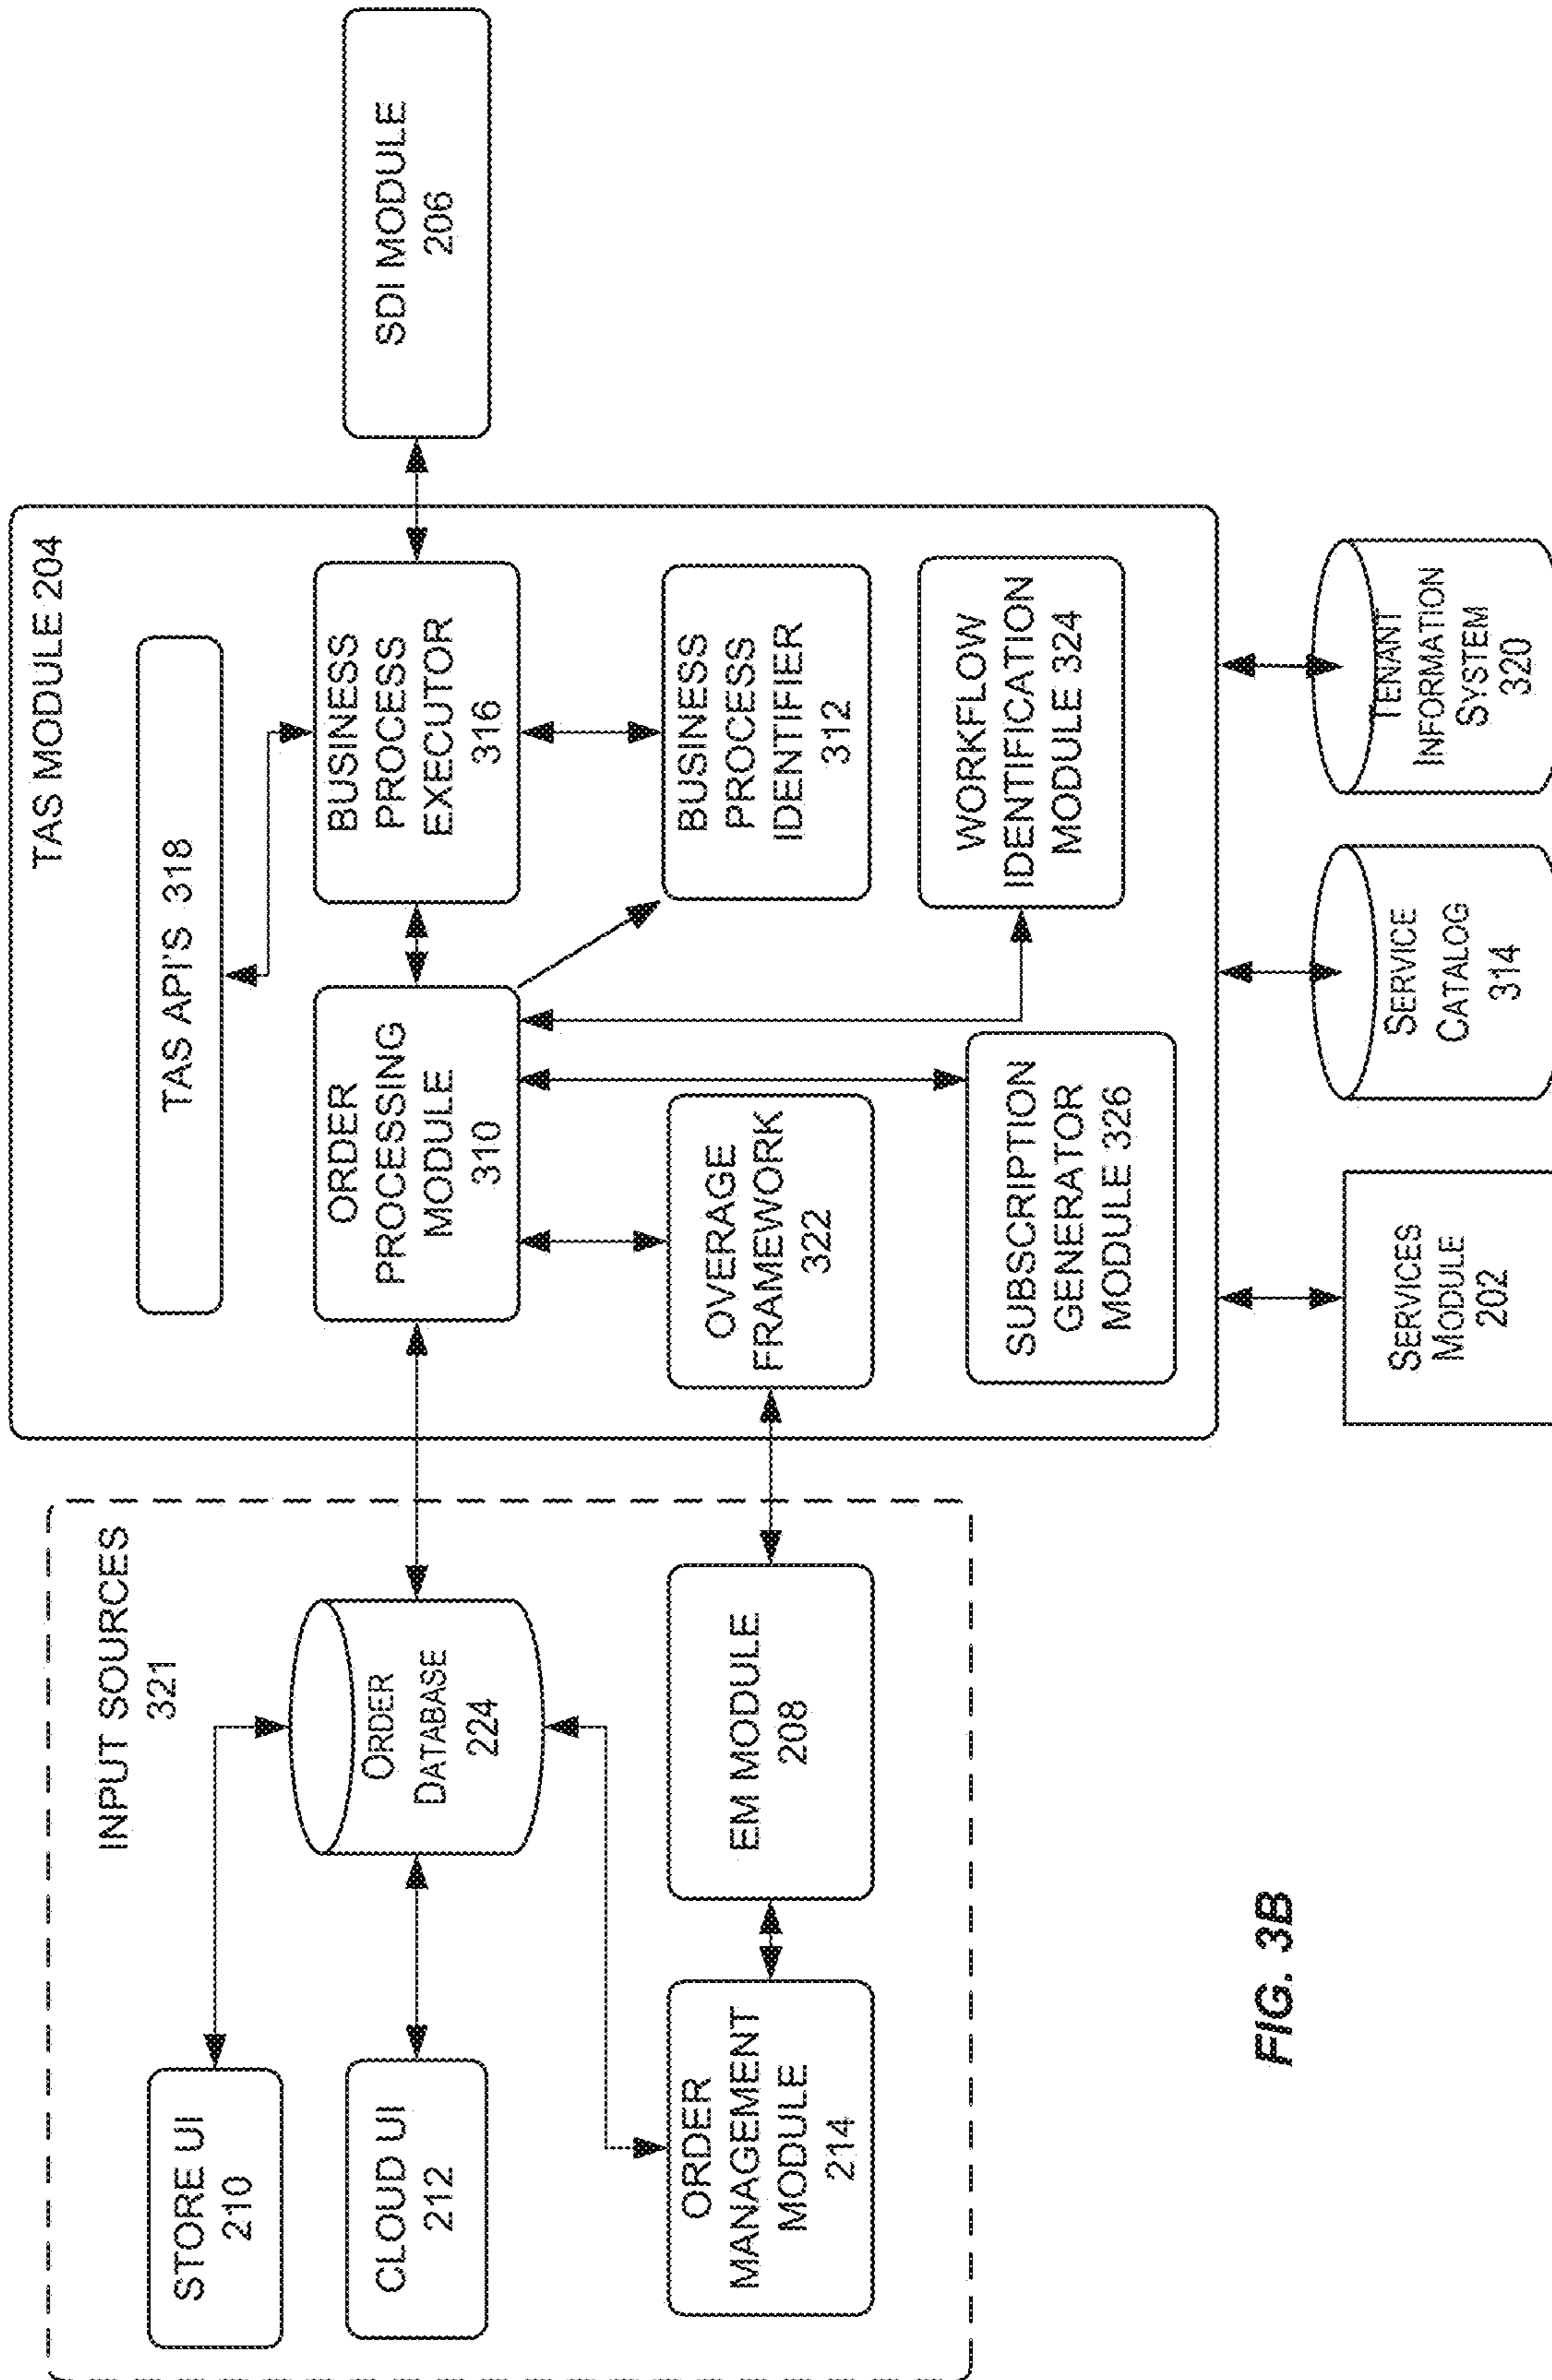 INPUT SOURCES
321
STORE UI
210
CLOUD UI
212
ORDER
MANAGEMENT
MODULE
214
ORDER
DATABASE
224
EM MODULE
208
TAS MODULE 204
TAS API'S 318
ORDER
PROCESSING
MODULE
310
BUSINESS
PROCESS
EXECUTOR
316
OVERAGE
FRAMEWORK
322
BUSINESS
PROCESS
IDENTIFIER
312
SUBSCRIPTION
GENERATOR
MODULE 326
WORKFLOW
IDENTIFICATION
MODULE 324
SDI MODULE
206
SERVICES
MODULE
202
SERVICE
CATALOG
314
TENANT
INFORMATION
SYSTEM
320
FIG. 3B